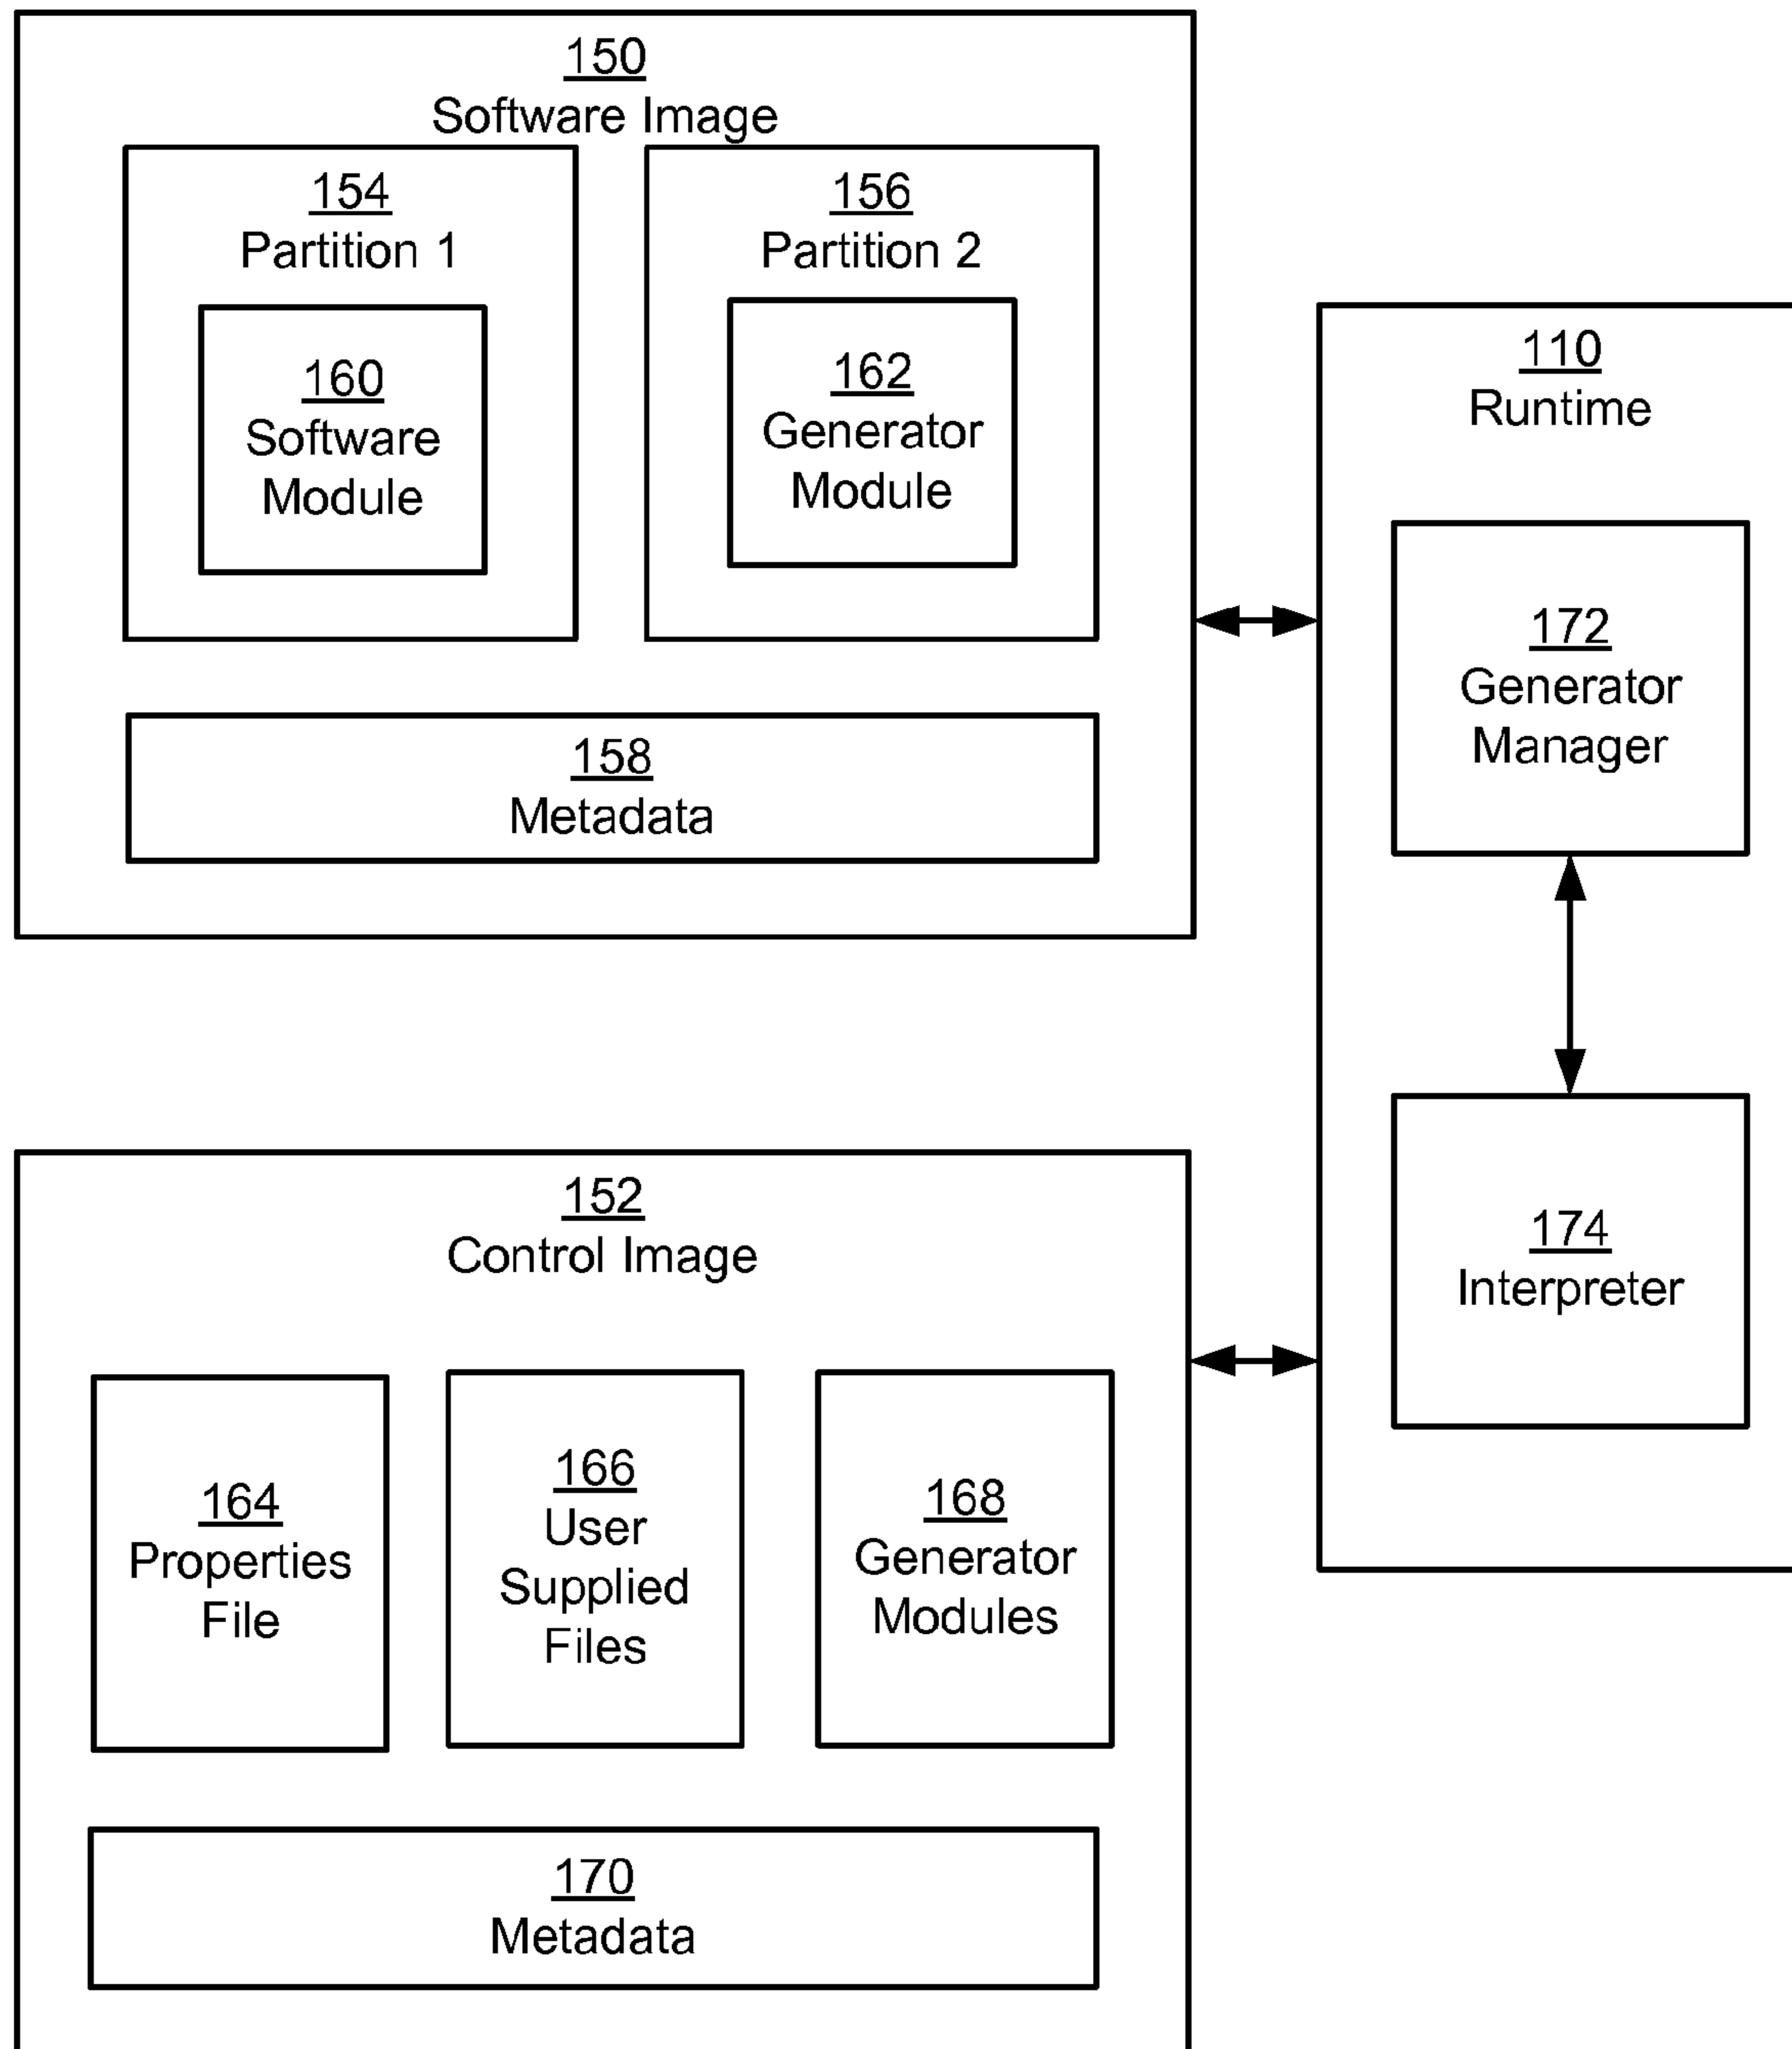 150
Software Image
154
Partition 1
160
Software
Module
156
Partition 2
162
Generator
Module
158
Metadata
110
Runtime
172
Generator
Manager
174
Interpreter
152
Control Image
164
Properties
File
166
User
Supplied
Files
168
Generator
Modules
170
Metadata